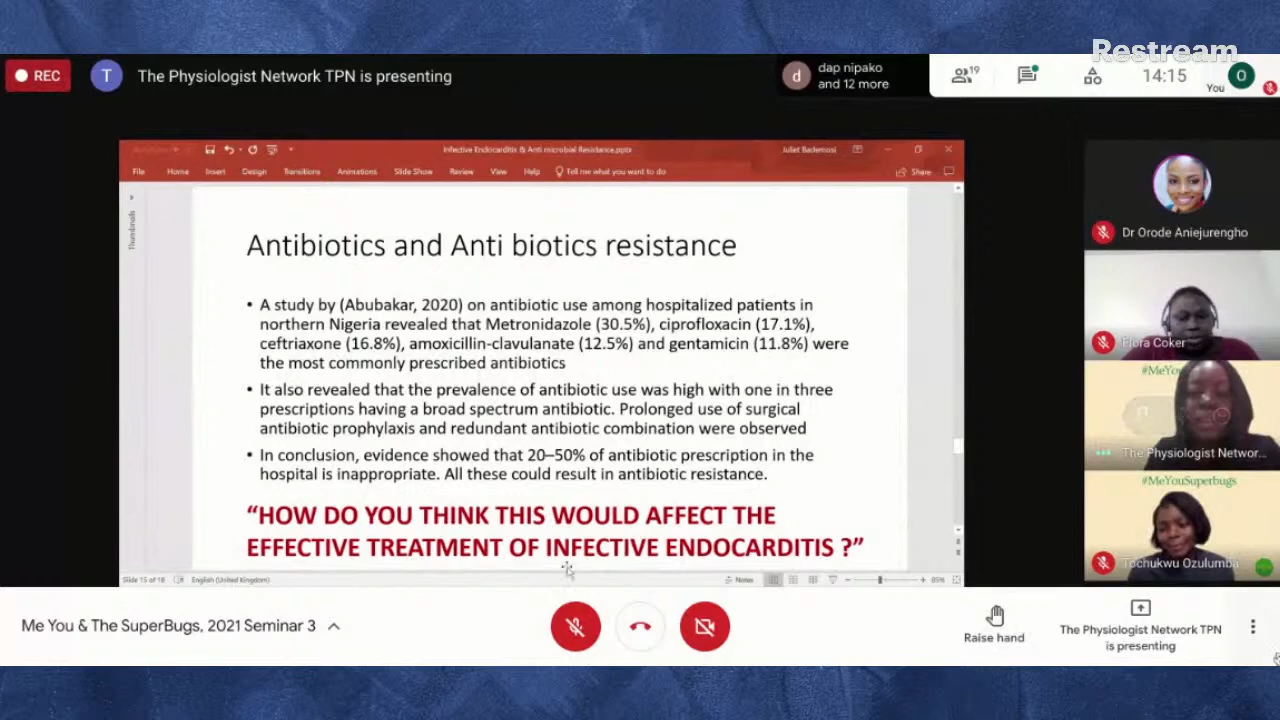 Restream
REC
T
The Physiologist Network TPN is presenting
d
dap nipako
and 12 more
19
14:15
You
O
Infective Endocarditis & Anti microbial Resistance.pptx
Juliet Bademosi
File Home Insert Design Transitions Animations Slide Show Review View Help Tell me what you want to do
Share
Thumbnails
Antibiotics and Anti biotics resistance
• A study by (Abubakar, 2020) on antibiotic use among hospitalized patients in
northern Nigeria revealed that Metronidazole (30.5%), ciprofloxacin (17.1%),
ceftriaxone (16.8%), amoxicillin-clavulanate (12.5%) and gentamicin (11.8%) were
the most commonly prescribed antibiotics
• It also revealed that the prevalence of antibiotic use was high with one in three
prescriptions having a broad spectrum antibiotic. Prolonged use of surgical
antibiotic prophylaxis and redundant antibiotic combination were observed
• In conclusion, evidence showed that 20–50% of antibiotic prescription in the
hospital is inappropriate. All these could result in antibiotic resistance.
“HOW DO YOU THINK THIS WOULD AFFECT THE
EFFECTIVE TREATMENT OF INFECTIVE ENDOCARDITIS ?”
Slide 15 of 18 English (United Kingdom)
Notes
85%
Dr Orode Aniejurengho
Flora Coker
#MeYou
The Physiologist Networ...
#MeYouSuperbugs
Tochukwu Ozulumba
Me You & The SuperBugs, 2021 Seminar 3
Raise hand
The Physiologist Network TPN
is presenting